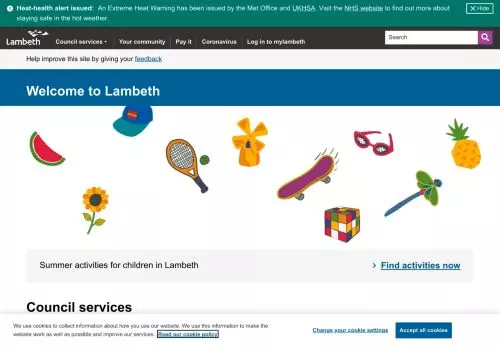 Heat-health alert issued: An Extreme Heat Warning has been issued by the Met Office and UKHSA. Visit the NHS website to find out more about
staying safe in the hot weather.
× Hide
Lambeth
Council services
Your community
Pay it
Coronavirus
Log in to mylambeth
Search
Help improve this site by giving your feedback
Welcome to Lambeth
Summer activities for children in Lambeth
Find activities now
Council services
We use cookies to collect information about how you use our website. We use this information to make the
website work as well as possible and improve our services. Read our cookie policy
Change your cookie settings
Accept all cookies